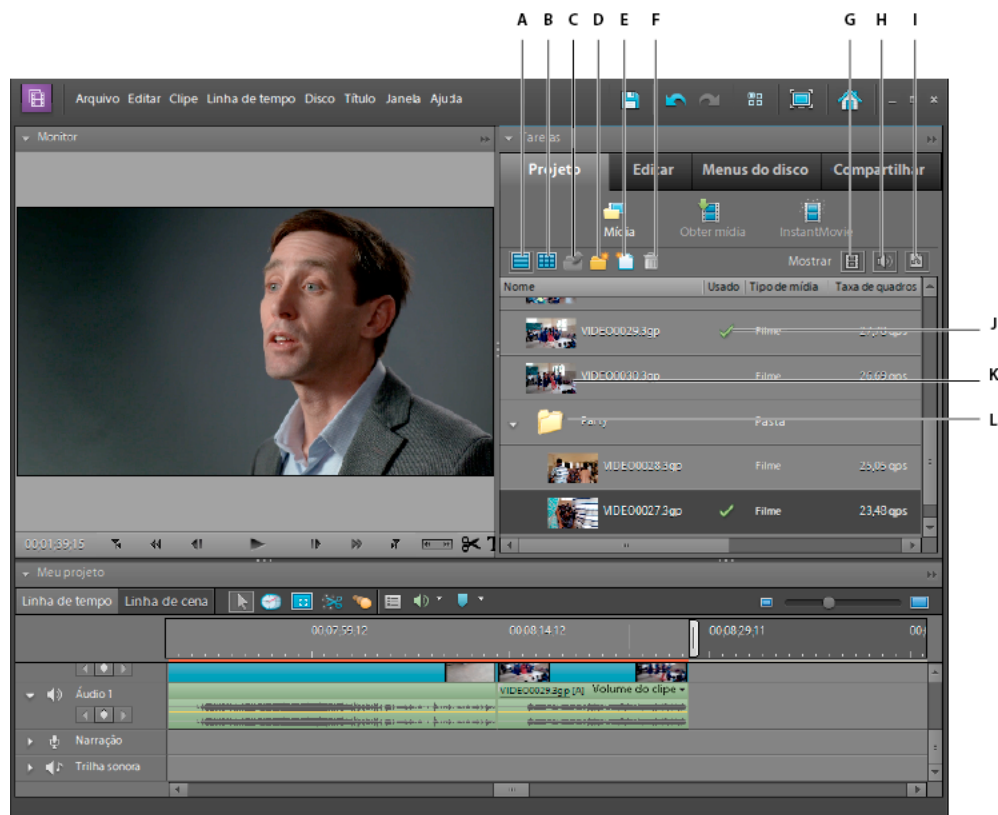 A B C D E F G H I
Arquivo Editar Clipe Linha de tempo Disco Título Janela Ajuda
Monitor
Tarefas
Projeto Editar Menus do disco Compartilhar
Mídia Obter mídia InstantMovie
Mostrar
Nome Usado Tipo de mídia Taxa de quadros
VIDEO0029.3gp Filme qps
J
VIDEO0030.3gp Filme 26,69 qps
K
Party Pasta
L
VIDEO0028.3gp Filme 25,05 qps
VIDEO0027.3gp Filme 23,48 qps
00;01;39;15
T
Meu projeto
Linha de tempo Linha de cena
00;07;59;12 00;08;14;12 00;08;29;11 00;
Áudio 1
VIDEO0029.3gp [A] Volume do clipe
Narração
Trilha sonora